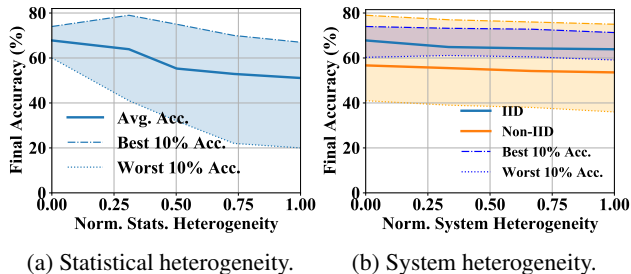 80
60
40
20
0
Final Accuracy (%)
Avg. Acc.
Best 10% Acc.
Worst 10% Acc.
0.00 0.25 0.50 0.75 1.00
Norm. Stats. Heterogeneity
(a) Statistical heterogeneity.
80
60
40
20
0
Final Accuracy (%)
IID
Non-IID
Best 10% Acc.
Worst 10% Acc.
0.00 0.25 0.50 0.75 1.00
Norm. System Heterogeneity
(b) System heterogeneity.